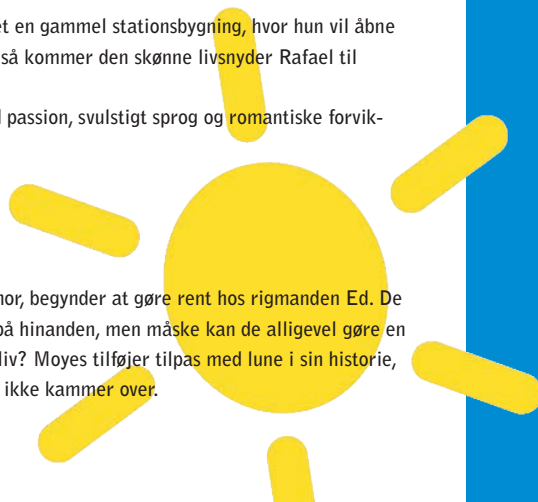 et en gammel stationsbygning, hvor hun vil åbne
så kommer den skønne livsnyder Rafael til
passion, svulstigt sprog og romantiske forvik-
nor, begynder at gøre rent hos rigmanden Ed. De
på hinanden, men måske kan de alligevel gøre en
liv? Moyes tilføjer tilpas med lune i sin historie,
ikke kammer over.